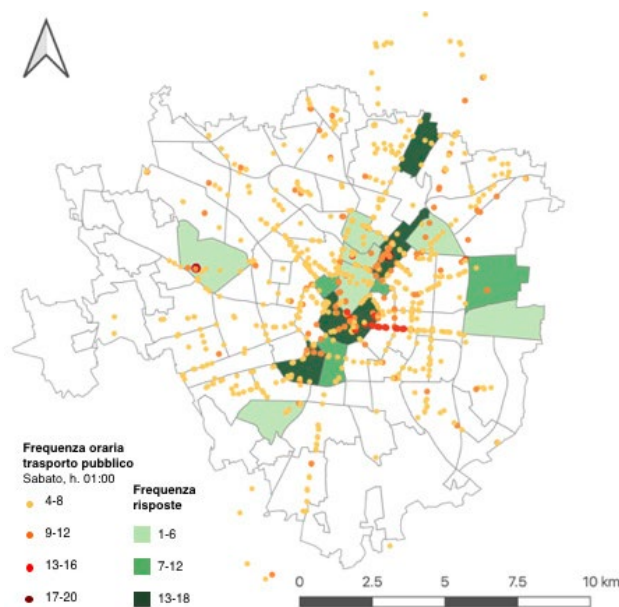 Frequenza oraria
trasporto pubblico
Sabato, h. 01:00
4-8
9-12
13-16
17-20
Frequenza
risposte
1-6
7-12
13-18
0 2.5 5 7.5 10 km